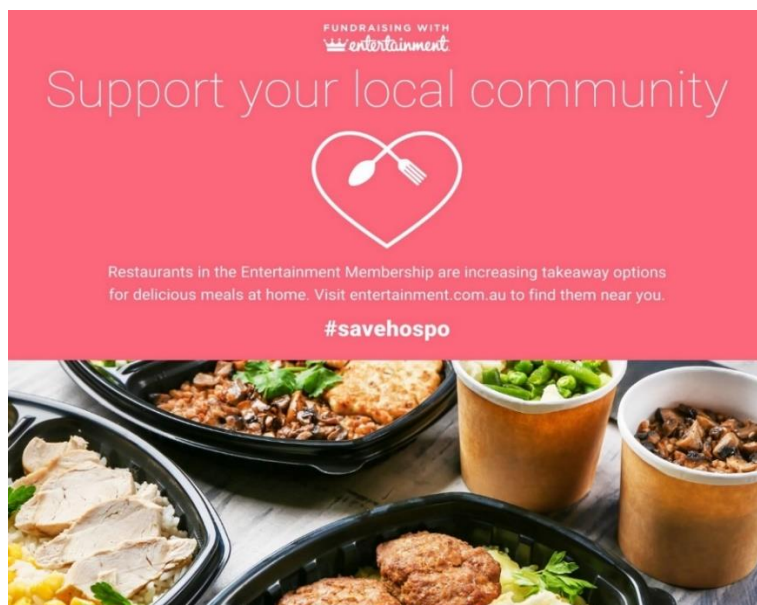 FUNDRAISING WITH
entertainment
Support your local community
Restaurants in the Entertainment Membership are increasing takeaway options
for delicious meals at home. Visit entertainment.com.au to find them near you.
#savehospo